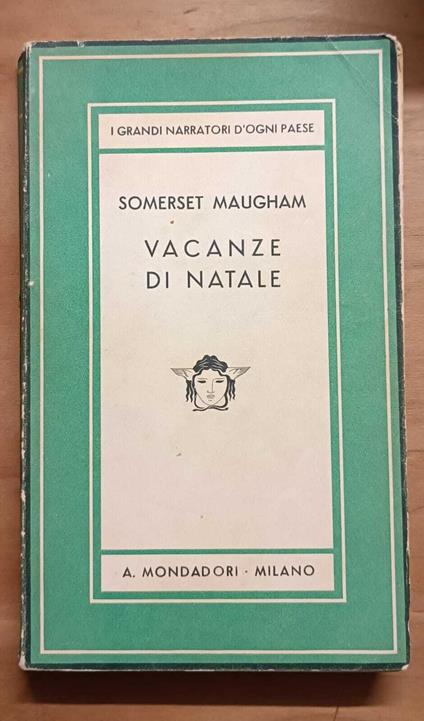 I GRANDI NARRATORI D'OGNI PAESE
SOMERSET MAUGHAM
VACANZE
DI NATALE
A. MONDADORI · MILANO